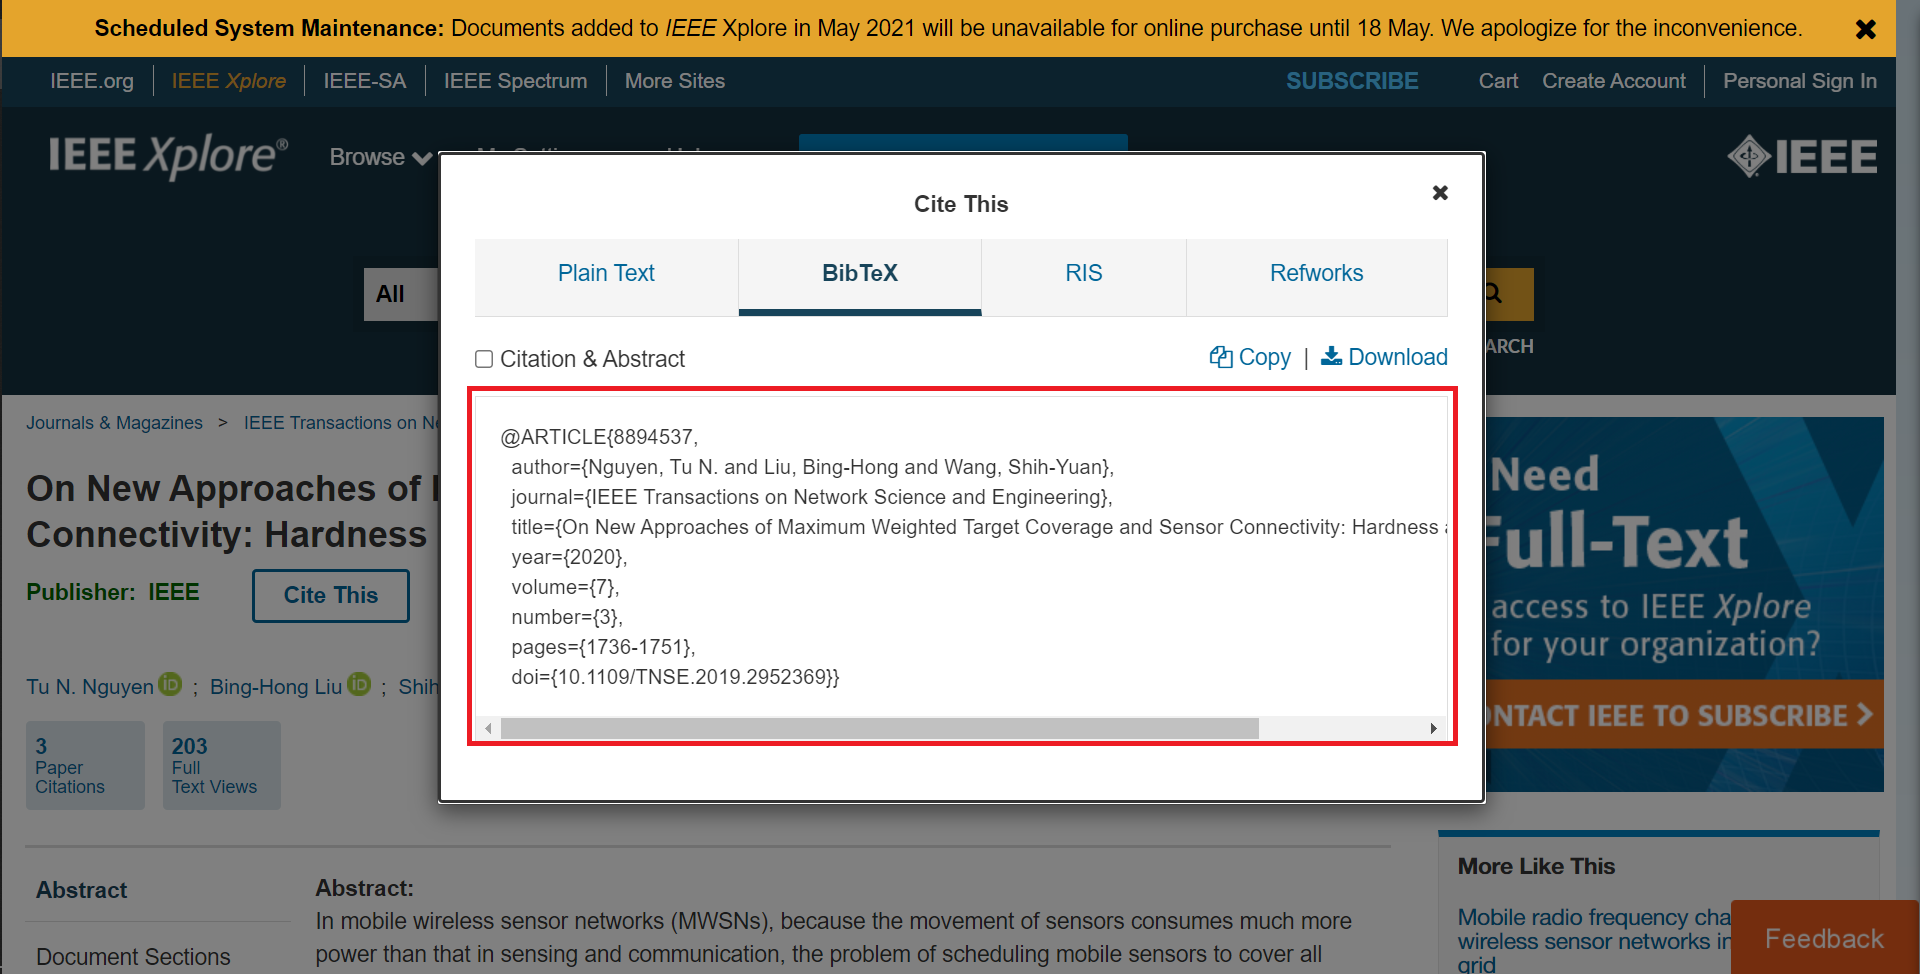 Scheduled System Maintenance: Documents added to IEEE Xplore in May 2021 will be unavailable for online purchase until 18 May. We apologize for the inconvenience.
IEEE.org
IEEE Xplore
IEEE-SA
IEEE Spectrum
More Sites
SUBSCRIBE
Cart
Create Account
Personal Sign In
IEEE Xplore®
Browse
IEEE
All
ARCH
Cite This
Plain Text
BibTeX
RIS
Refworks
Citation & Abstract
Copy | Download
@ARTICLE{8894537,
author={Nguyen, Tu N. and Liu, Bing-Hong and Wang, Shih-Yuan},
journal={IEEE Transactions on Network Science and Engineering},
title={On New Approaches of Maximum Weighted Target Coverage and Sensor Connectivity: Hardness
year={2020},
volume={7},
number={3},
pages={1736-1751},
doi={10.1109/TNSE.2019.2952369}}
Journals & Magazines > IEEE Transactions on
On New Approaches of
Connectivity: Hardness
Publisher: IEEE
Cite This
Tu N. Nguyen iD ; Bing-Hong Liu iD ; Shih
3
Paper
Citations
203
Full
Text Views
Need
Full-Text
access to IEEE Xplore
for your organization?
ONTACT IEEE TO SUBSCRIBE
Abstract
Document Sections
Abstract:
In mobile wireless sensor networks (MWSNs), because the movement of sensors consumes much more
power than that in sensing and communication, the problem of scheduling mobile sensors to cover all
More Like This
Mobile radio frequency cha
wireless sensor networks in
grid
Feedback